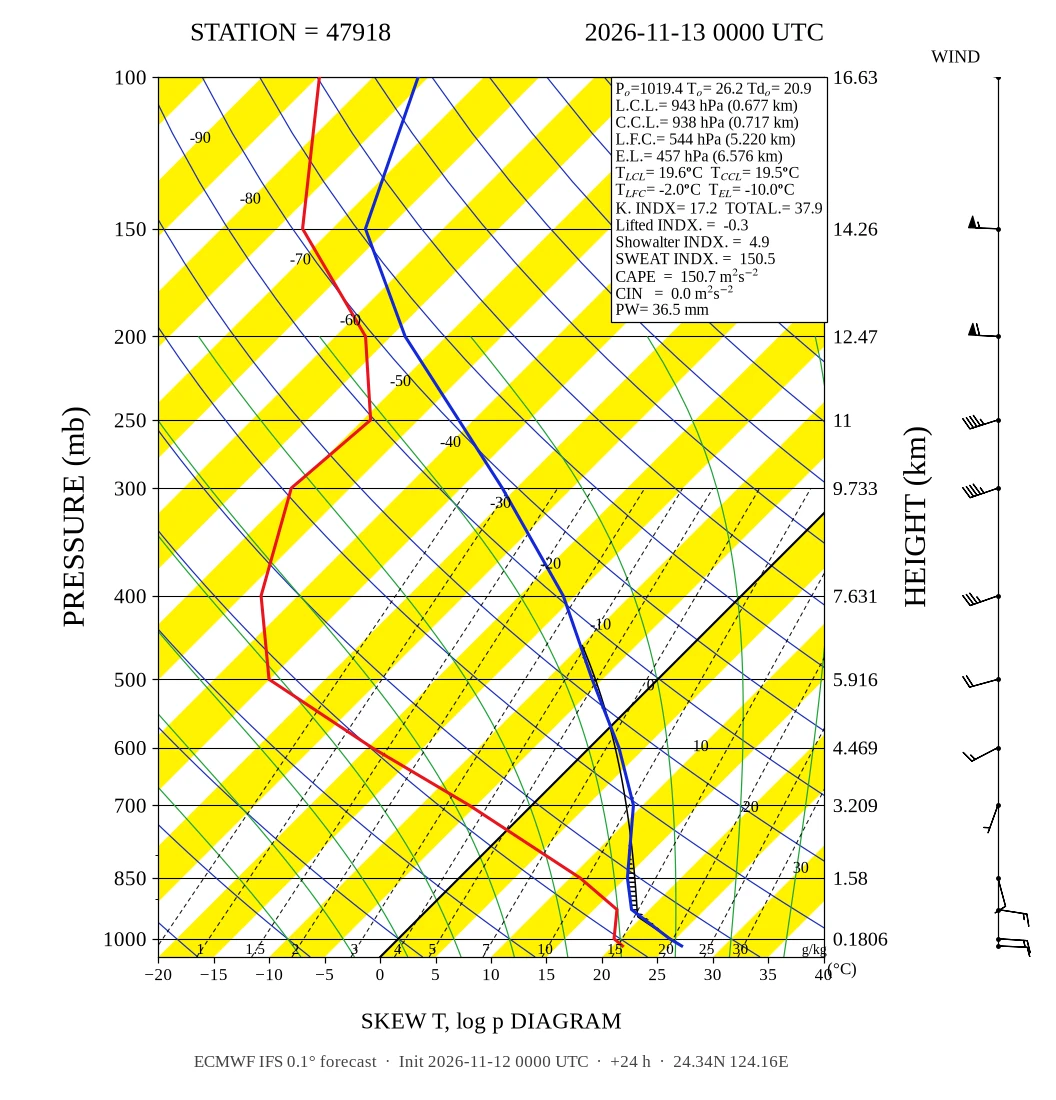 STATION = 47918
2026-11-13 0000 UTC
WIND
Pₒ=1019.4 Tₒ= 26.2 Tdₒ= 20.9
L.C.L.= 943 hPa (0.677 km)
C.C.L.= 938 hPa (0.717 km)
L.F.C.= 544 hPa (5.220 km)
E.L.= 457 hPa (6.576 km)
T_LCL= 19.6°C T_CCL= 19.5°C
T_LFC= -2.0°C T_EL= -10.0°C
K. INDX= 17.2 TOTAL.= 37.9
Lifted INDX. = -0.3
Showalter INDX. = 4.9
SWEAT INDX. = 150.5
CAPE = 150.7 m²s⁻²
CIN = 0.0 m²s⁻²
PW= 36.5 mm
100
150
200
250
300
400
500
600
700
850
1000
PRESSURE (mb)
16.63
14.26
12.47
11
9.733
7.631
5.916
4.469
3.209
1.58
0.1806
HEIGHT (km)
-90
-80
-70
-60
-50
-40
-30
-20
-10
0
10
20
30
1 1.5 2 3 4 5 7 10 15 20 25 30 g/kg
−20 −15 −10 −5 0 5 10 15 20 25 30 35 40 (°C)
SKEW T, log p DIAGRAM
ECMWF IFS 0.1° forecast · Init 2026-11-12 0000 UTC · +24 h · 24.34N 124.16E